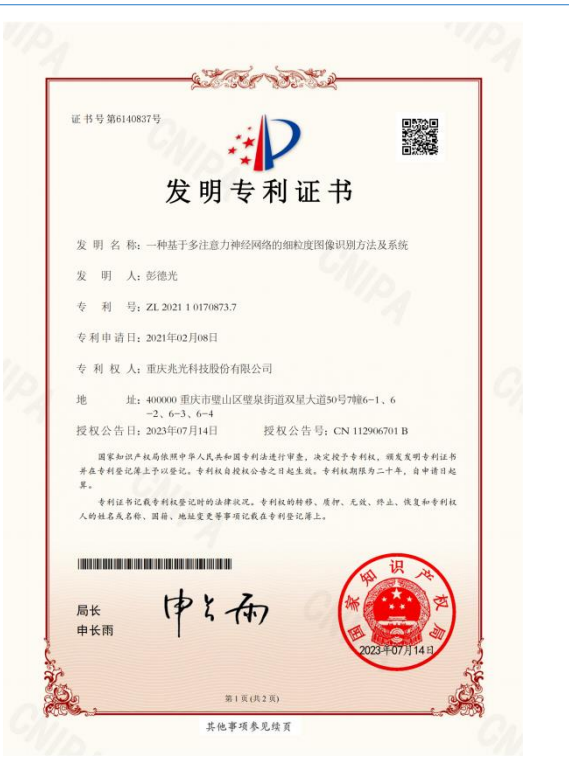 证书号第6140837号
发明专利证书
发 明 名 称：一种基于多注意力神经网络的细粒度图像识别方法及系统
发 明 人：彭德光
专 利 号：ZL 2021 1 0170873.7
专利申请日：2021年02月08日
专 利 权 人：重庆兆光科技股份有限公司
地 址：400000 重庆市璧山区璧泉街道双星大道50号7幢6-1、6
-2、6-3、6-4
授权公告日：2023年07月14日 授权公告号：CN 112906701 B
国家知识产权局依照中华人民共和国专利法进行审查，决定授予专利权，颁发发明专利证书
并在专利登记簿上予以登记。专利权自授权公告之日起生效。专利权期限为二十年，自申请日起
算。
专利证书记载专利权登记时的法律状况。专利权的转移、质押、无效、终止、恢复和专利权
人的姓名或名称、国籍、地址变更等事项记载在专利登记簿上。
局长
申长雨
申长雨
国家知识产权局
2023年07月14日
第 1 页 (共 2 页)
其他事项参见续页
CNIPA